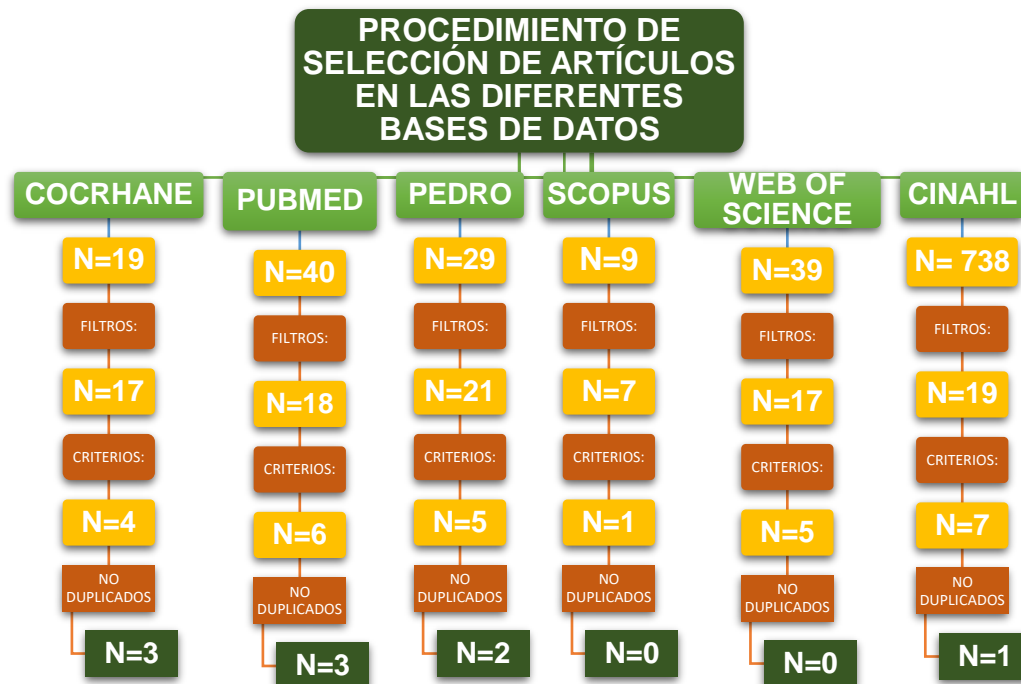 PROCEDIMIENTO DE
SELECCIÓN DE ARTÍCULOS
EN LAS DIFERENTES
BASES DE DATOS
COCRHANE
N=19
FILTROS:
N=17
CRITERIOS:
N=4
NO
DUPLICADOS
N=3
PUBMED
N=40
FILTROS:
N=18
CRITERIOS:
N=6
NO
DUPLICADOS
N=3
PEDRO
N=29
FILTROS:
N=21
CRITERIOS:
N=5
NO
DUPLICADOS
N=2
SCOPUS
N=9
FILTROS:
N=7
CRITERIOS:
N=1
NO
DUPLICADOS
N=0
WEB OF
SCIENCE
N=39
FILTROS:
N=17
CRITERIOS:
N=5
NO
DUPLICADOS
N=0
CINAHL
N= 738
FILTROS:
N=19
CRITERIOS:
N=7
NO
DUPLICADOS
N=1